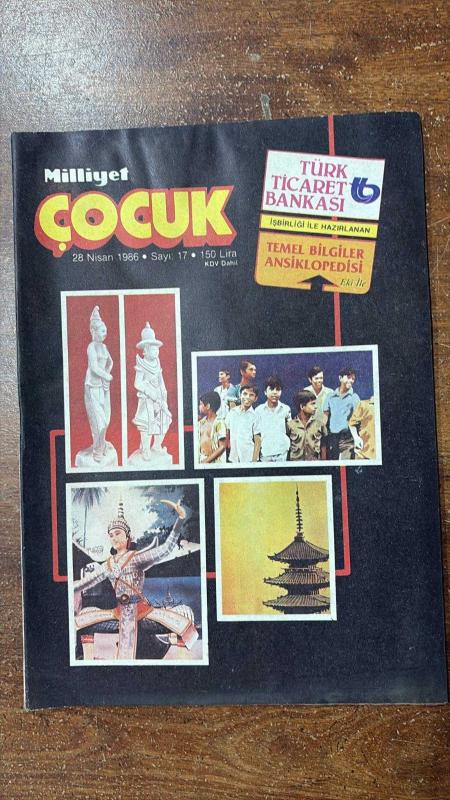 Milliyet
ÇOCUK
28 Nisan 1986 • Sayı: 17 • 150 Lira
KDV Dahil
TÜRK
TİCARET
BANKASI
İŞBİRLİĞİ İLE HAZIRLANAN
TEMEL BİLGİLER
ANSİKLOPEDİSİ
Eki İle